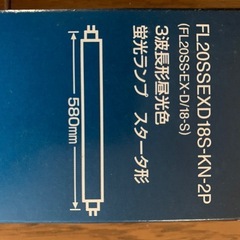 FL20SSEXD18S-KN-2P
(FL20SS·EX-D/18-S)
3波長形昼光色
蛍光ランプ スタータ形
580mm